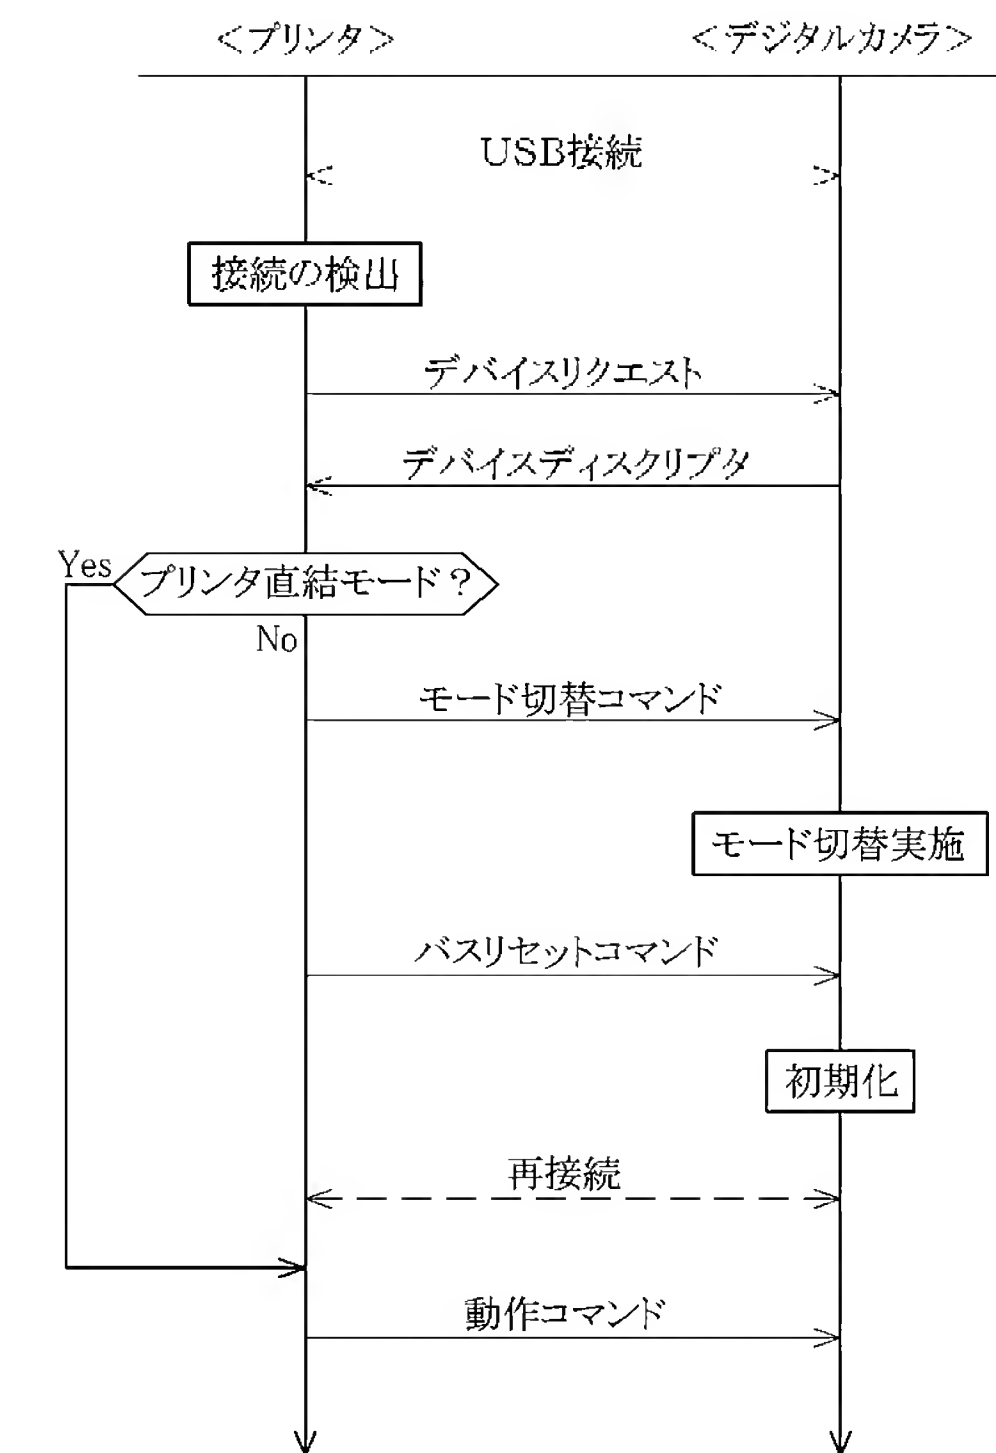 <プリンタ>
<デジタルカメラ>
USB接続
接続の検出
デバイスリクエスト
デバイスディスクリプタ
Yes
プリンタ直結モード?
No
モード切替コマンド
モード切替実施
バスリセットコマンド
初期化
再接続
動作コマンド